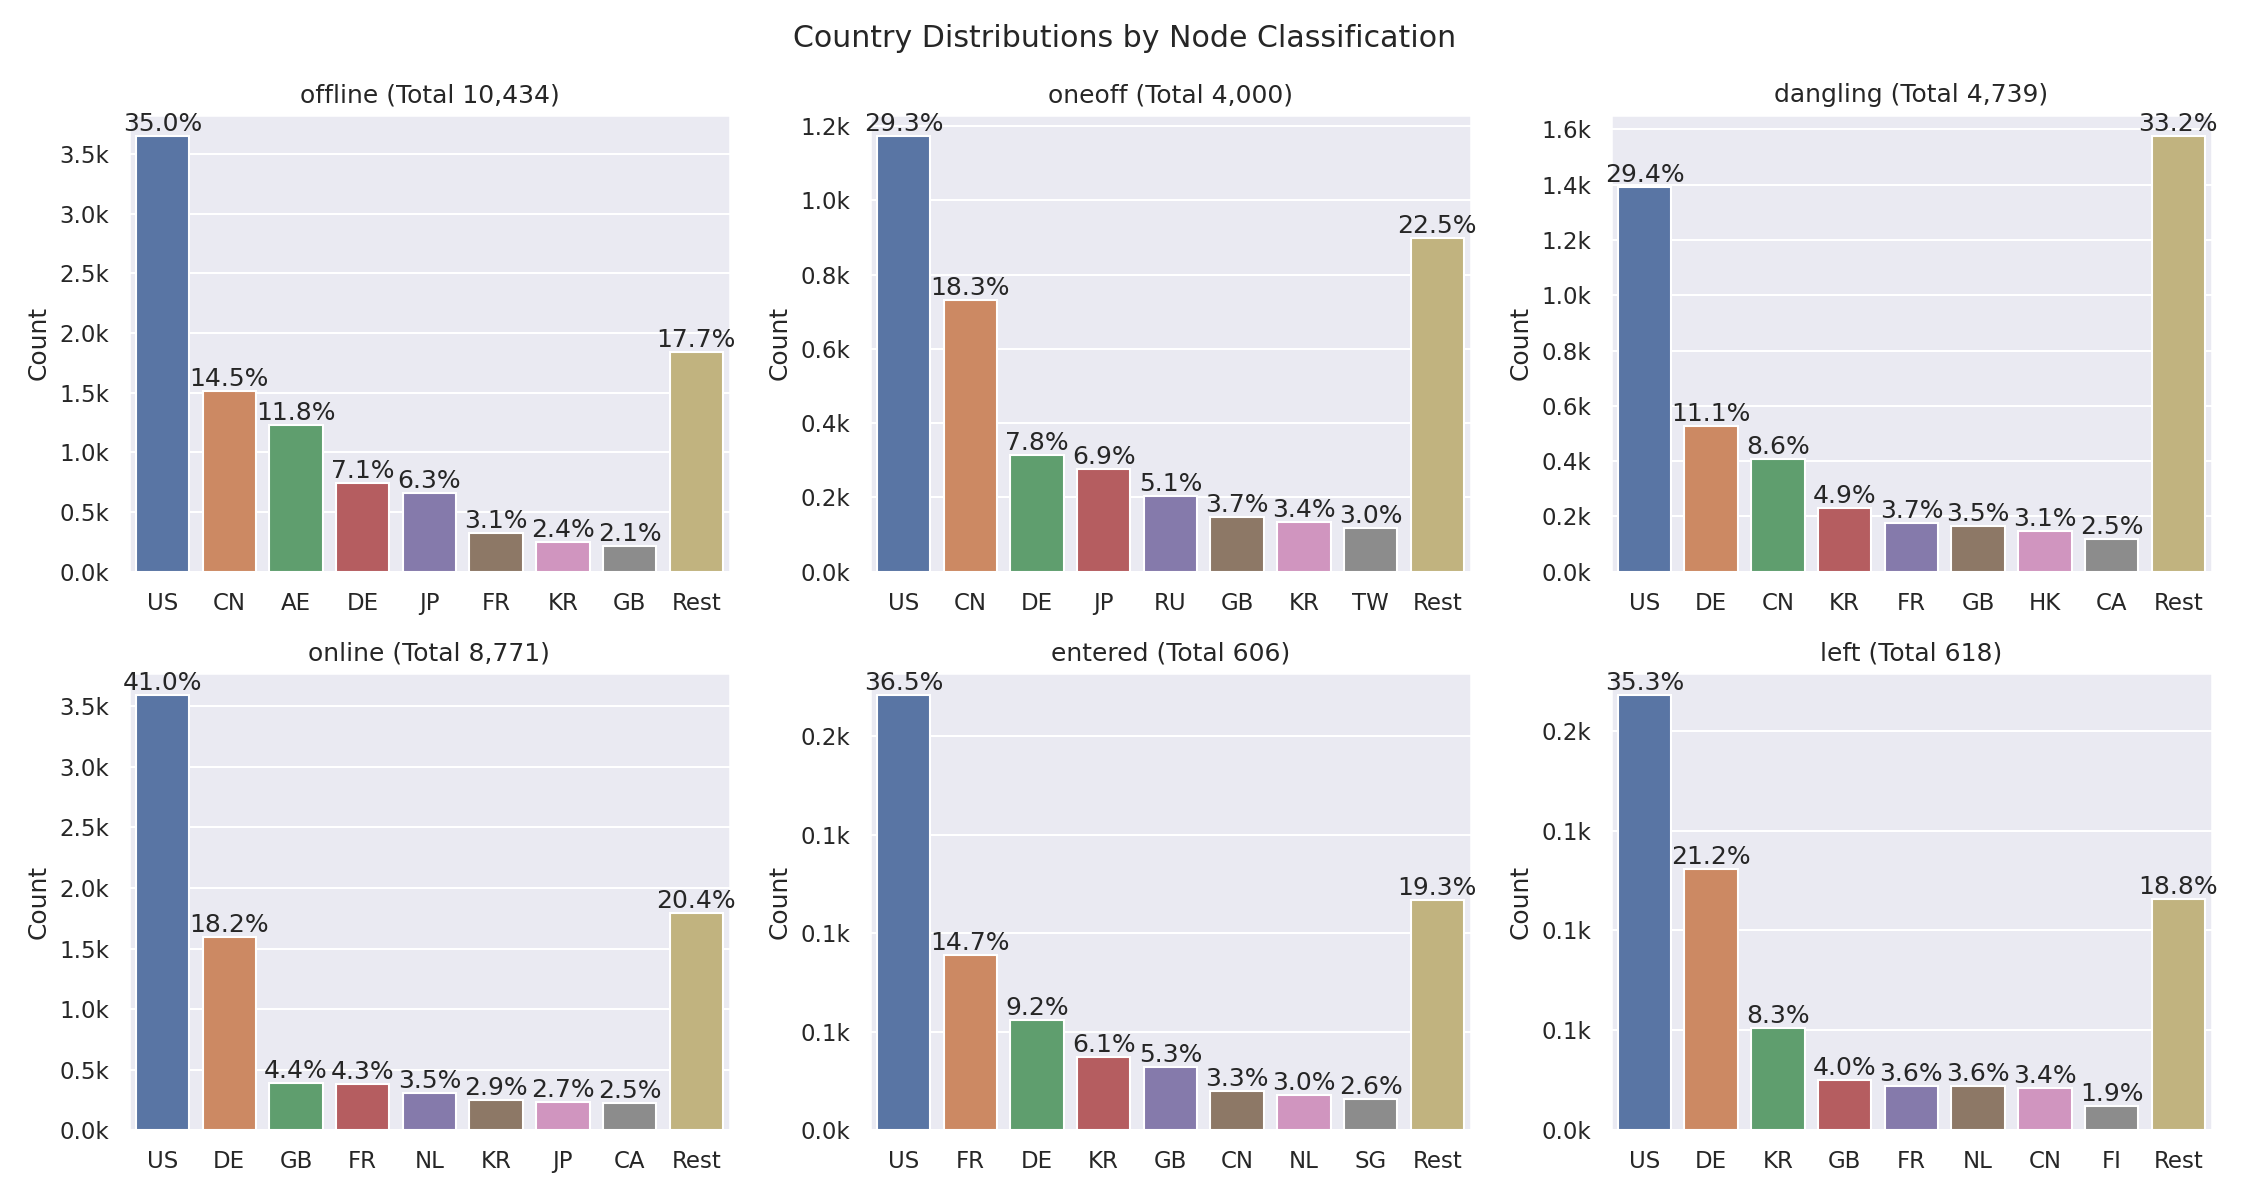 Country Distributions by Node Classification
offline (Total 10,434)
Count
3.5k
3.0k
2.5k
2.0k
1.5k
1.0k
0.5k
0.0k
35.0%
14.5%
11.8%
7.1%
6.3%
3.1%
2.4%
2.1%
17.7%
US CN AE DE JP FR KR GB Rest
oneoff (Total 4,000)
Count
1.2k
1.0k
0.8k
0.6k
0.4k
0.2k
0.0k
29.3%
18.3%
7.8%
6.9%
5.1%
3.7%
3.4%
3.0%
22.5%
US CN DE JP RU GB KR TW Rest
dangling (Total 4,739)
Count
1.6k
1.4k
1.2k
1.0k
0.8k
0.6k
0.4k
0.2k
0.0k
29.4%
11.1%
8.6%
4.9%
3.7%
3.5%
3.1%
2.5%
33.2%
US DE CN KR FR GB HK CA Rest
online (Total 8,771)
Count
3.5k
3.0k
2.5k
2.0k
1.5k
1.0k
0.5k
0.0k
41.0%
18.2%
4.4%
4.3%
3.5%
2.9%
2.7%
2.5%
20.4%
US DE GB FR NL KR JP CA Rest
entered (Total 606)
Count
0.2k
0.1k
0.1k
0.1k
0.0k
36.5%
14.7%
9.2%
6.1%
5.3%
3.3%
3.0%
2.6%
19.3%
US FR DE KR GB CN NL SG Rest
left (Total 618)
Count
0.2k
0.1k
0.1k
0.1k
0.0k
35.3%
21.2%
8.3%
4.0%
3.6%
3.6%
3.4%
1.9%
18.8%
US DE KR GB FR NL CN FI Rest